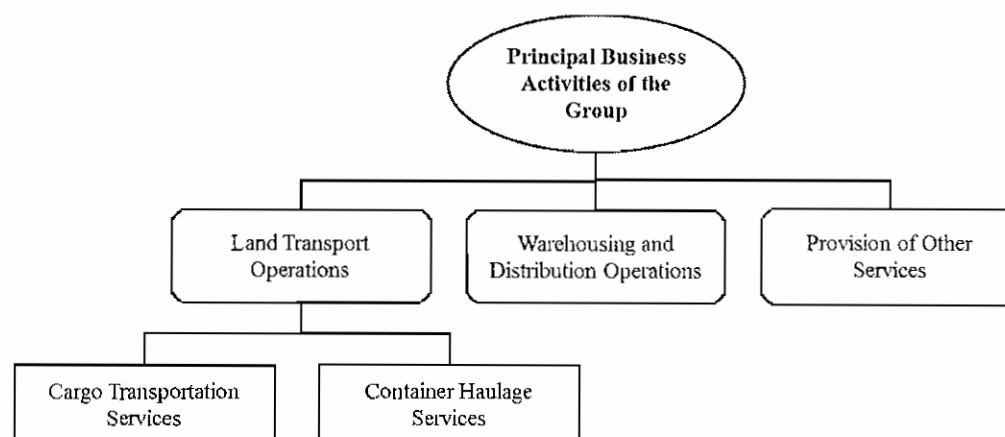 Principal Business
Activities of the
Group
Land Transport
Operations
Warehousing and
Distribution Operations
Provision of Other
Services
Cargo Transportation
Services
Container Haulage
Services